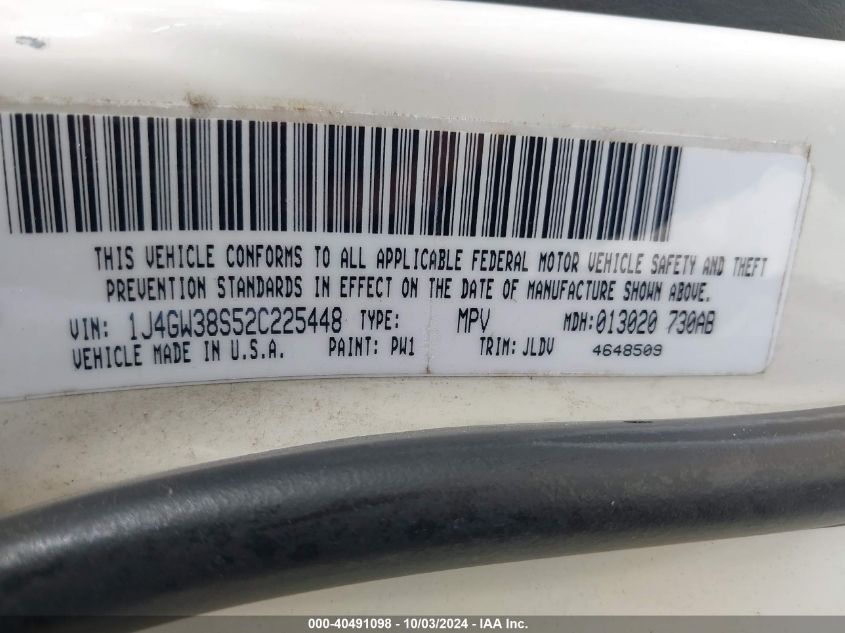 THIS VEHICLE CONFORMS TO ALL APPLICABLE FEDERAL MOTOR VEHICLE SAFETY AND THEFT
PREVENTION STANDARDS IN EFFECT ON THE DATE OF MANUFACTURE SHOWN ABOVE.
VIN: 1J4GW38S52C225448 TYPE: MPV MDH:013020 730AB
VEHICLE MADE IN U.S.A. PAINT: PW1 TRIM: JLDV 4648509
000-40491098 - 10/03/2024 - IAA Inc.